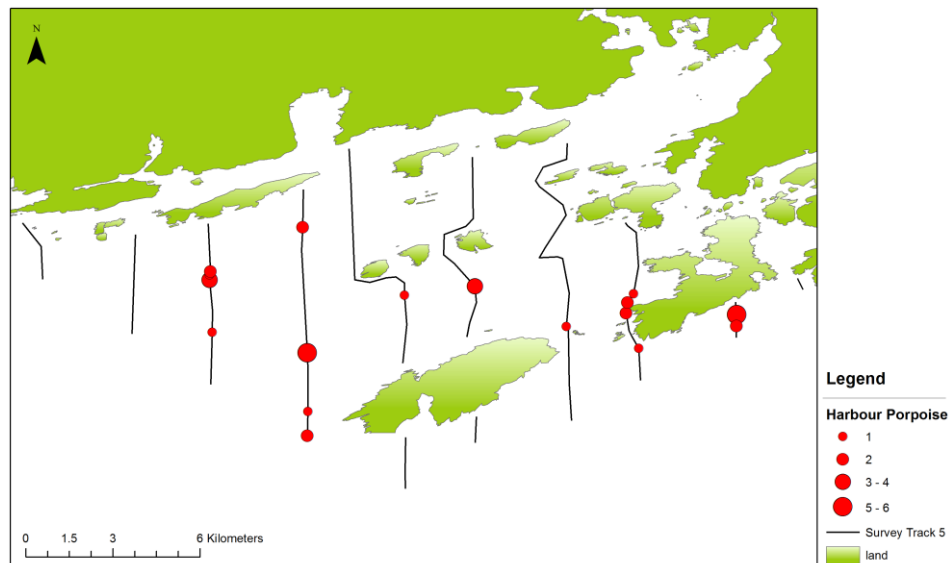 N
Legend
Harbour Porpoise
1
2
3 - 4
5 - 6
Survey Track 5
land
0 1.5 3 6 Kilometers